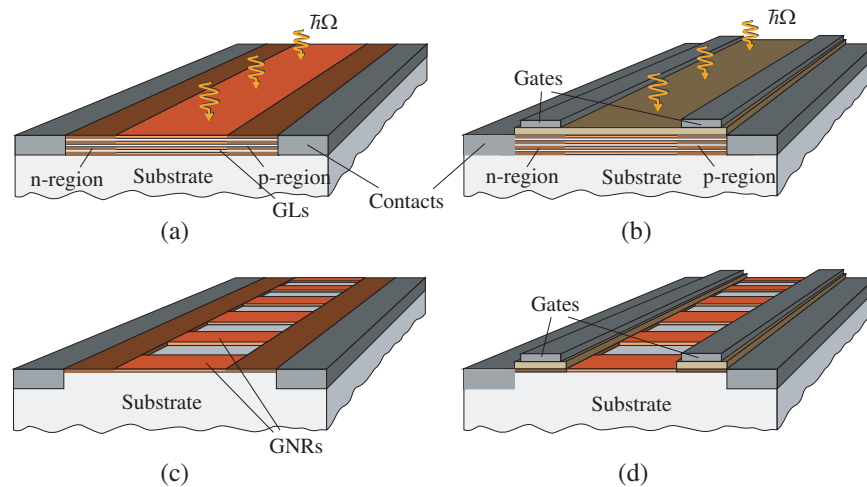 ℏΩ
n-region
Substrate
p-region
GLs
Contacts
(a)
ℏΩ
Gates
n-region
Substrate
p-region
(b)
Substrate
GNRs
(c)
Gates
Substrate
(d)